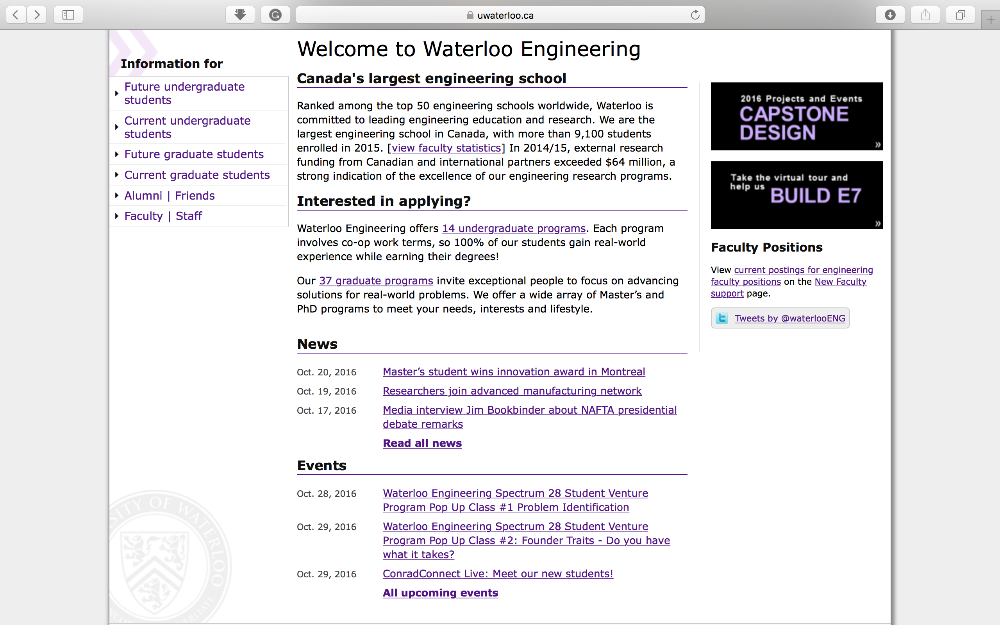 uwaterloo.ca
Welcome to Waterloo Engineering
Information for
Future undergraduate
students
Current undergraduate
students
Future graduate students
Current graduate students
Alumni | Friends
Faculty | Staff
Canada's largest engineering school
Ranked among the top 50 engineering schools worldwide, Waterloo is
committed to leading engineering education and research. We are the
largest engineering school in Canada, with more than 9,100 students
enrolled in 2015. [view faculty statistics] In 2014/15, external research
funding from Canadian and international partners exceeded $64 million, a
strong indication of the excellence of our engineering research programs.
Interested in applying?
Waterloo Engineering offers 14 undergraduate programs. Each program
involves co-op work terms, so 100% of our students gain real-world
experience while earning their degrees!
Our 37 graduate programs invite exceptional people to focus on advancing
solutions for real-world problems. We offer a wide array of Master’s and
PhD programs to meet your needs, interests and lifestyle.
News
Oct. 20, 2016 Master’s student wins innovation award in Montreal
Oct. 19, 2016 Researchers join advanced manufacturing network
Oct. 17, 2016 Media interview Jim Bookbinder about NAFTA presidential
debate remarks
Read all news
Events
Oct. 28, 2016 Waterloo Engineering Spectrum 28 Student Venture
Program Pop Up Class #1 Problem Identification
Oct. 29, 2016 Waterloo Engineering Spectrum 28 Student Venture
Program Pop Up Class #2: Founder Traits - Do you have
what it takes?
Oct. 29, 2016 ConradConnect Live: Meet our new students!
All upcoming events
2016 Projects and Events
CAPSTONE
DESIGN
»
Take the virtual tour and
help us BUILD E7
»
Faculty Positions
View current postings for engineering
faculty positions on the New Faculty
support page.
Tweets by @waterlooENG
OF WATERLOO